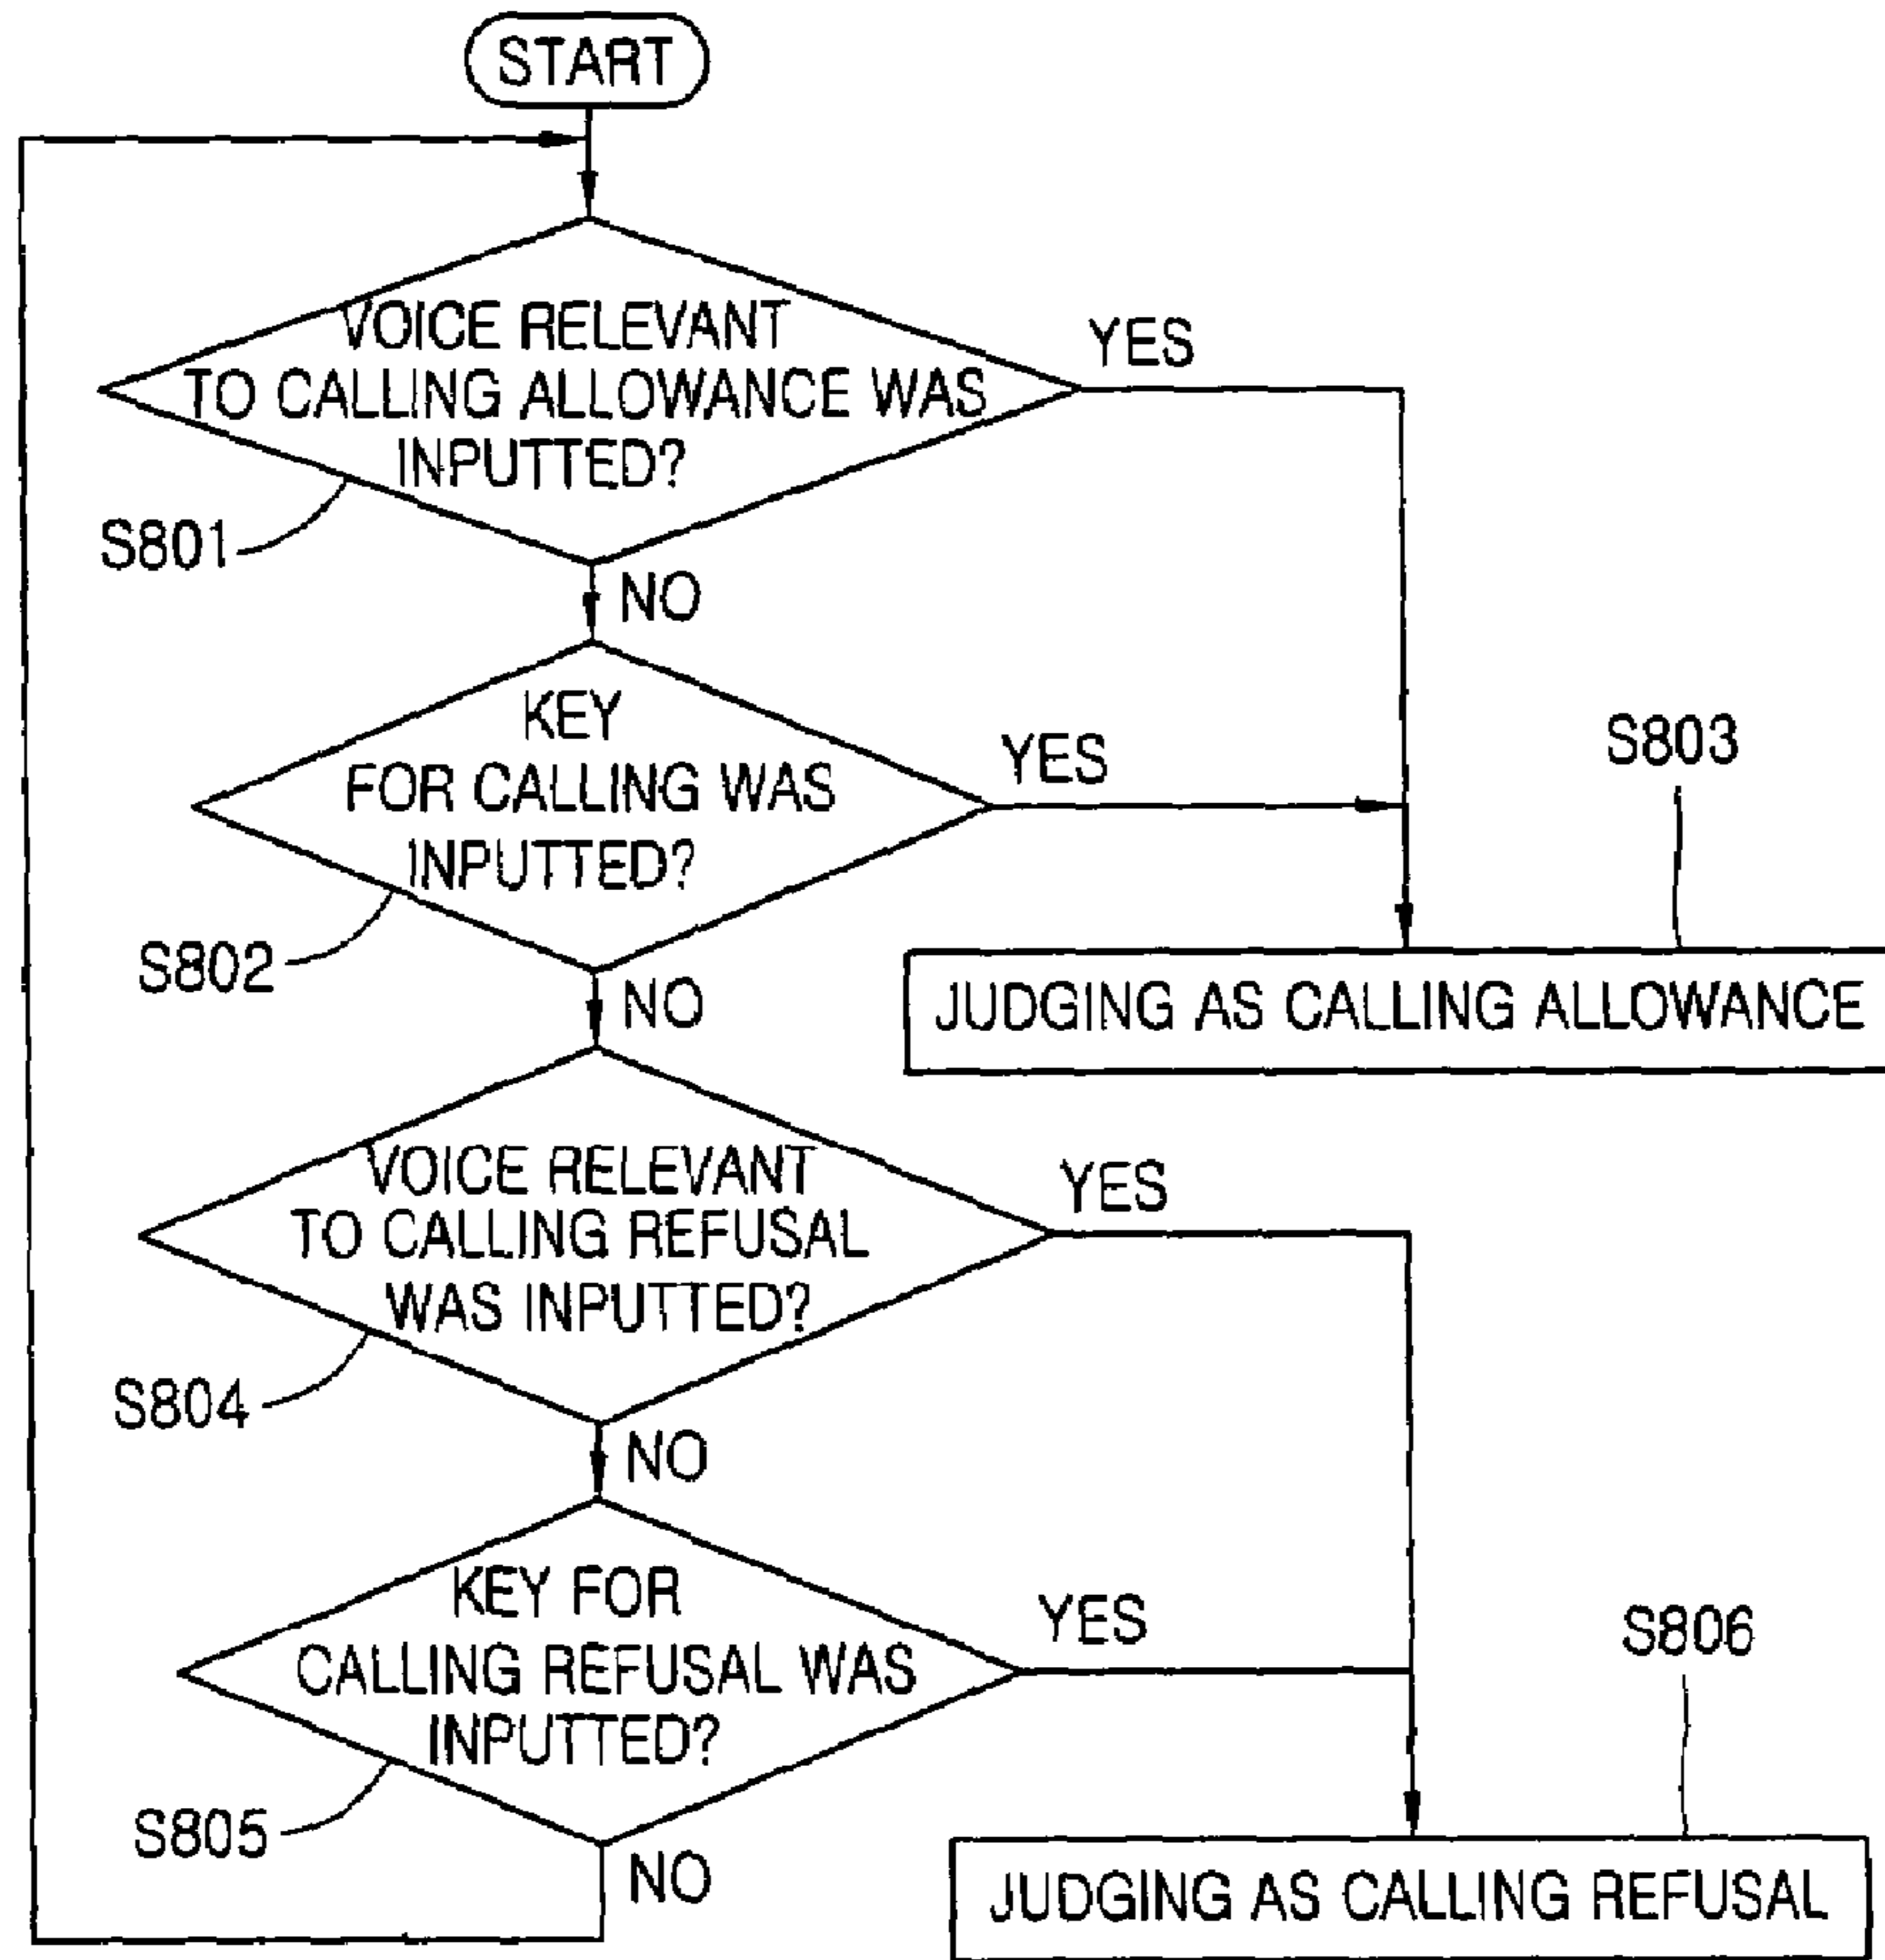 START
VOICE RELEVANT
TO CALLING ALLOWANCE WAS
INPUTTED?
YES
S801
NO
KEY
FOR CALLING WAS
INPUTTED?
YES
S803
S802
NO
JUDGING AS CALLING ALLOWANCE
VOICE RELEVANT
TO CALLING REFUSAL
WAS INPUTTED?
YES
S804
NO
KEY FOR
CALLING REFUSAL WAS
INPUTTED?
YES
S806
S805
NO
JUDGING AS CALLING REFUSAL